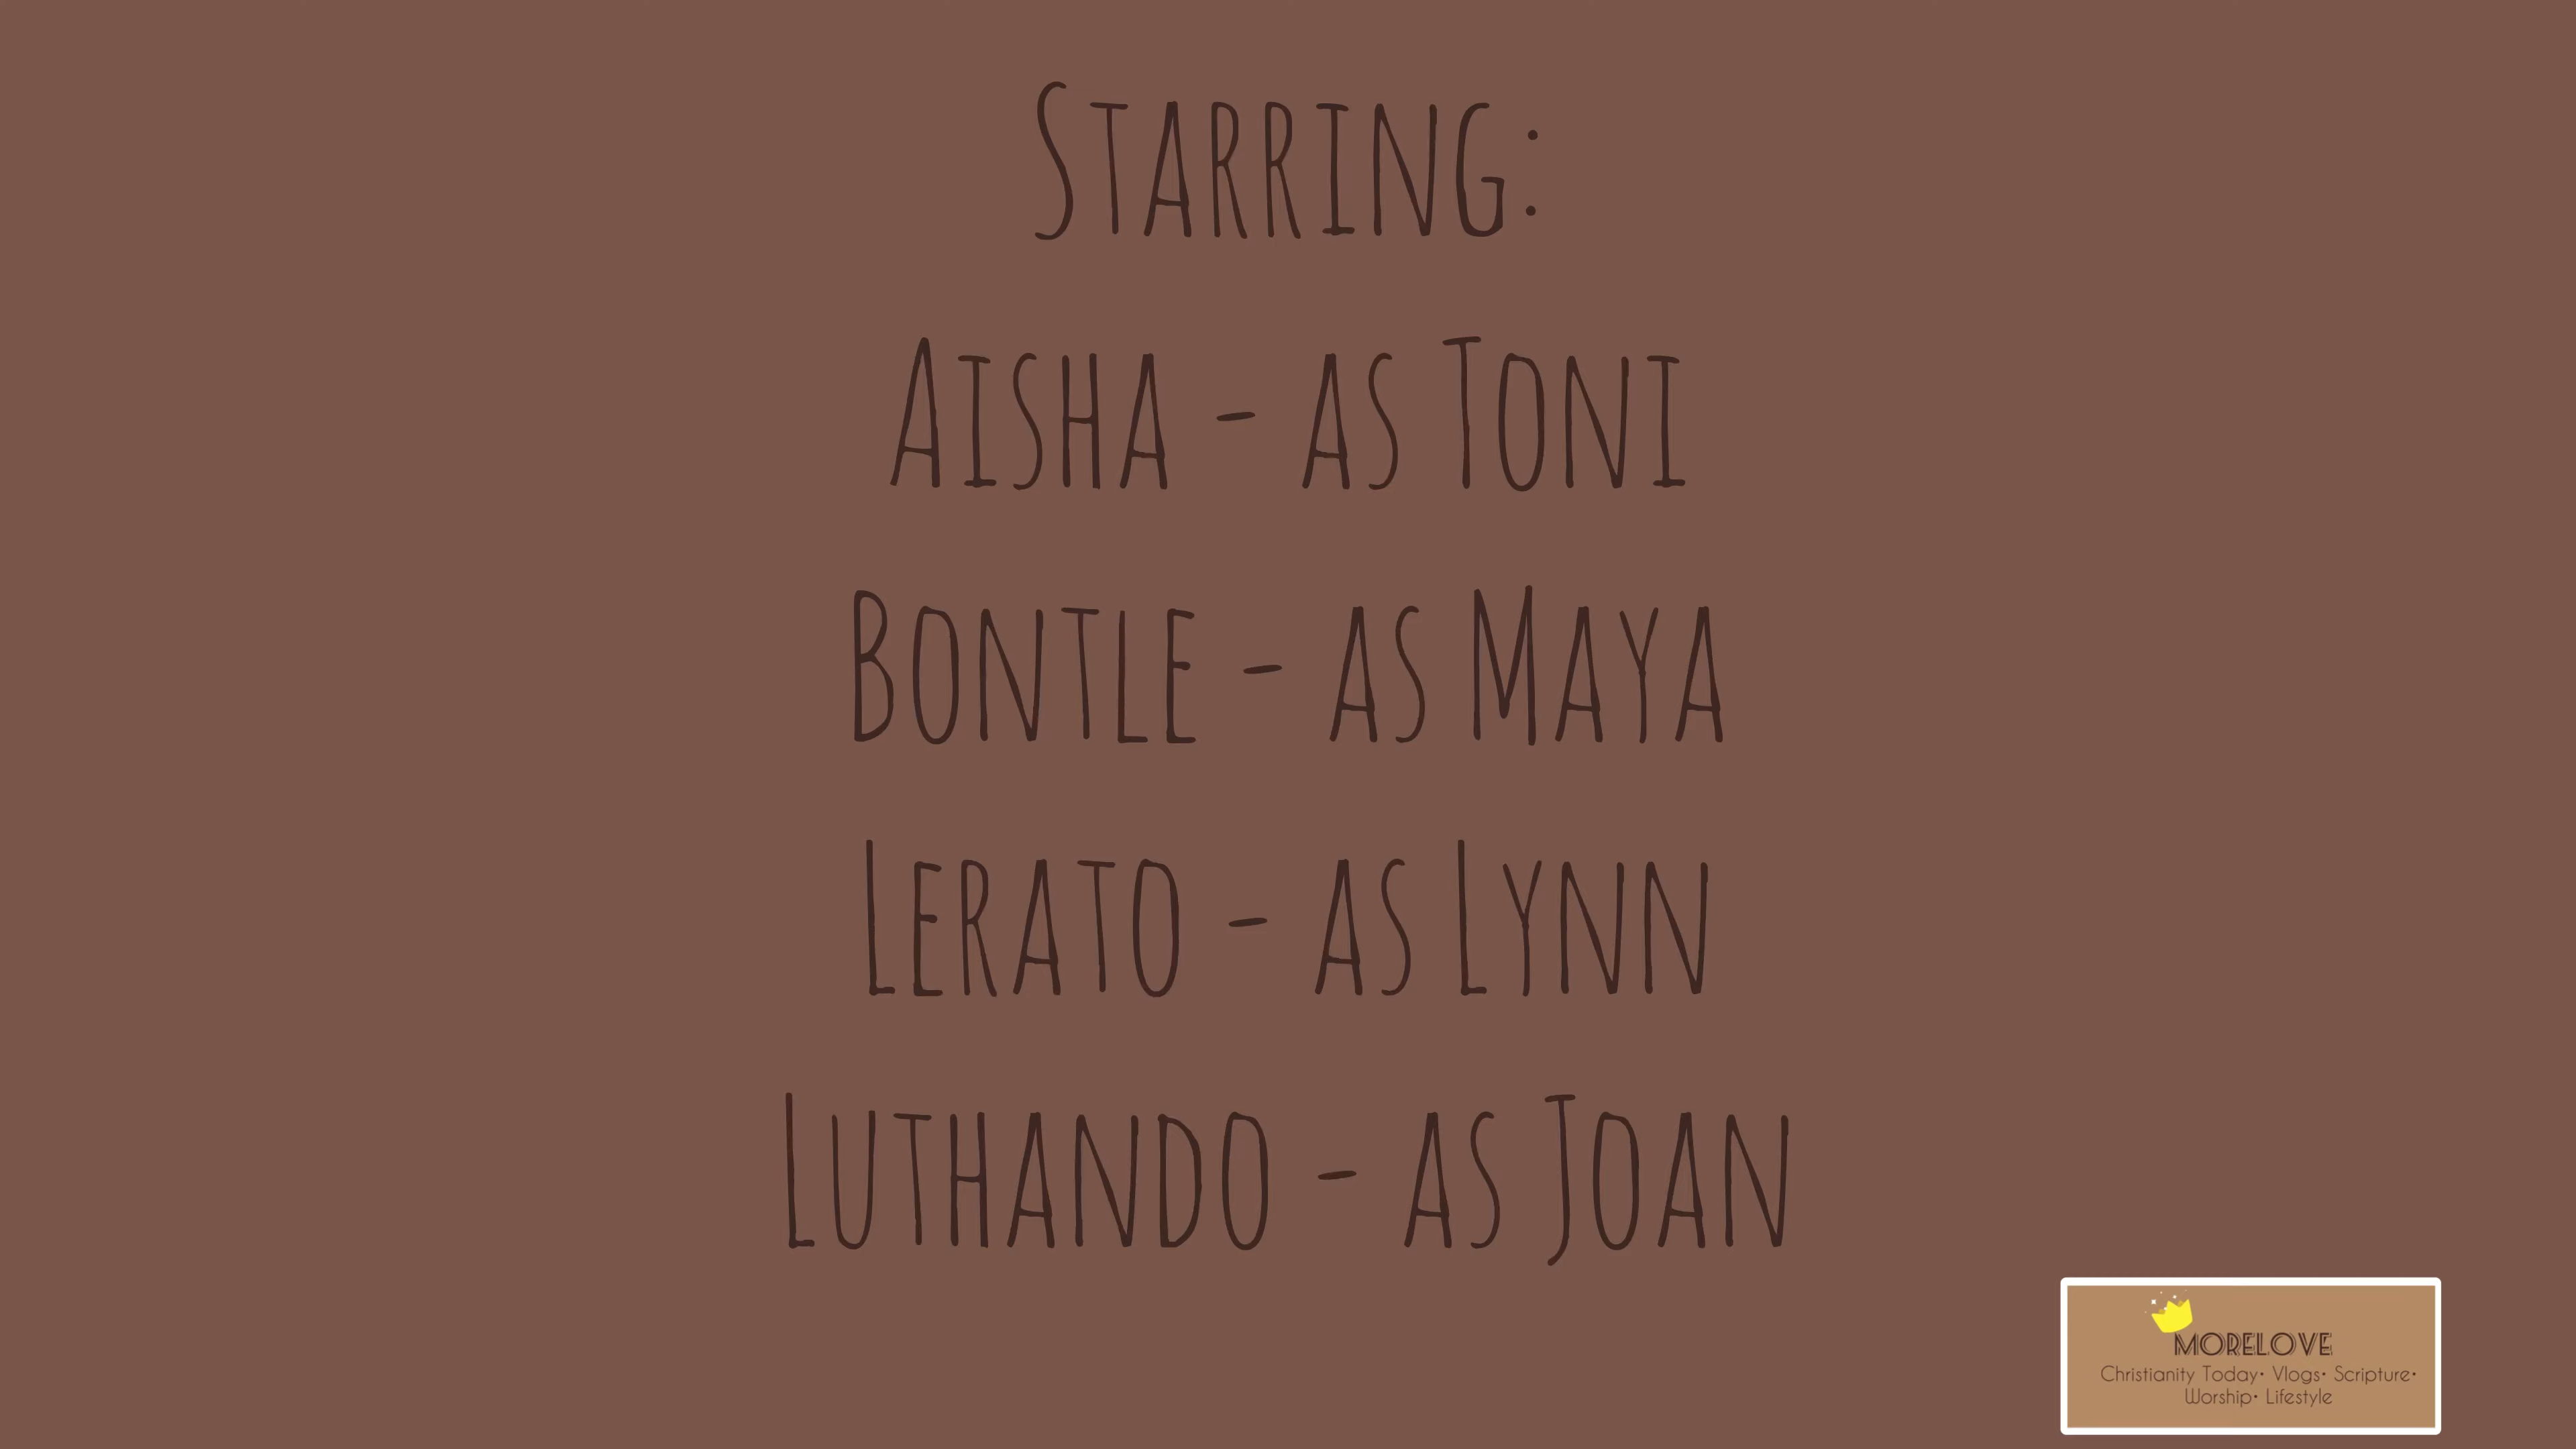 Starring:
Aisha - as Toni
Bontle - as Maya
Lerato - as Lynn
Luthando - as Joan
MORELOVE
Christianity Today• Vlogs• Scripture•
Worship• Lifestyle